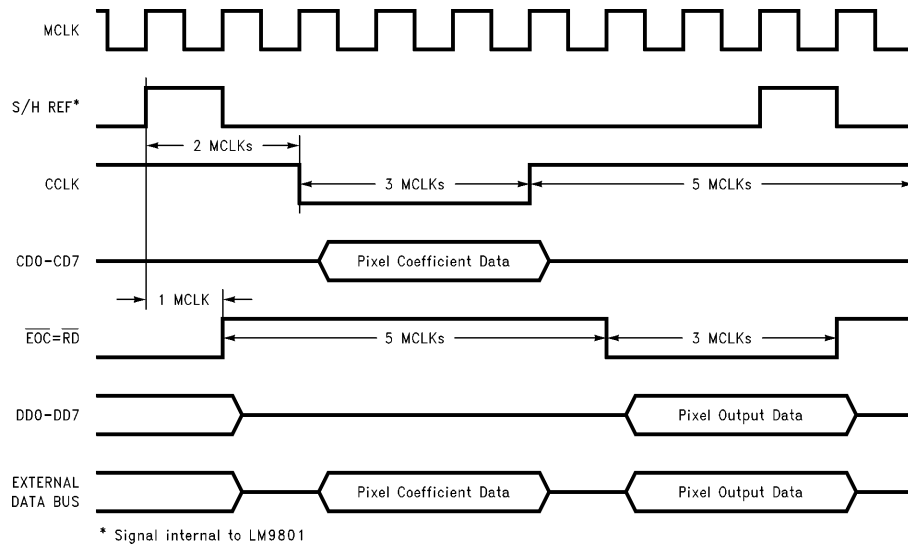 MCLK
S/H REF*
2 MCLKs
CCLK
3 MCLKs
5 MCLKs
CD0-CD7
Pixel Coefficient Data
1 MCLK
EOC=RD
5 MCLKs
3 MCLKs
DD0-DD7
Pixel Output Data
EXTERNAL
DATA BUS
Pixel Coefficient Data
Pixel Output Data
* Signal internal to LM9801